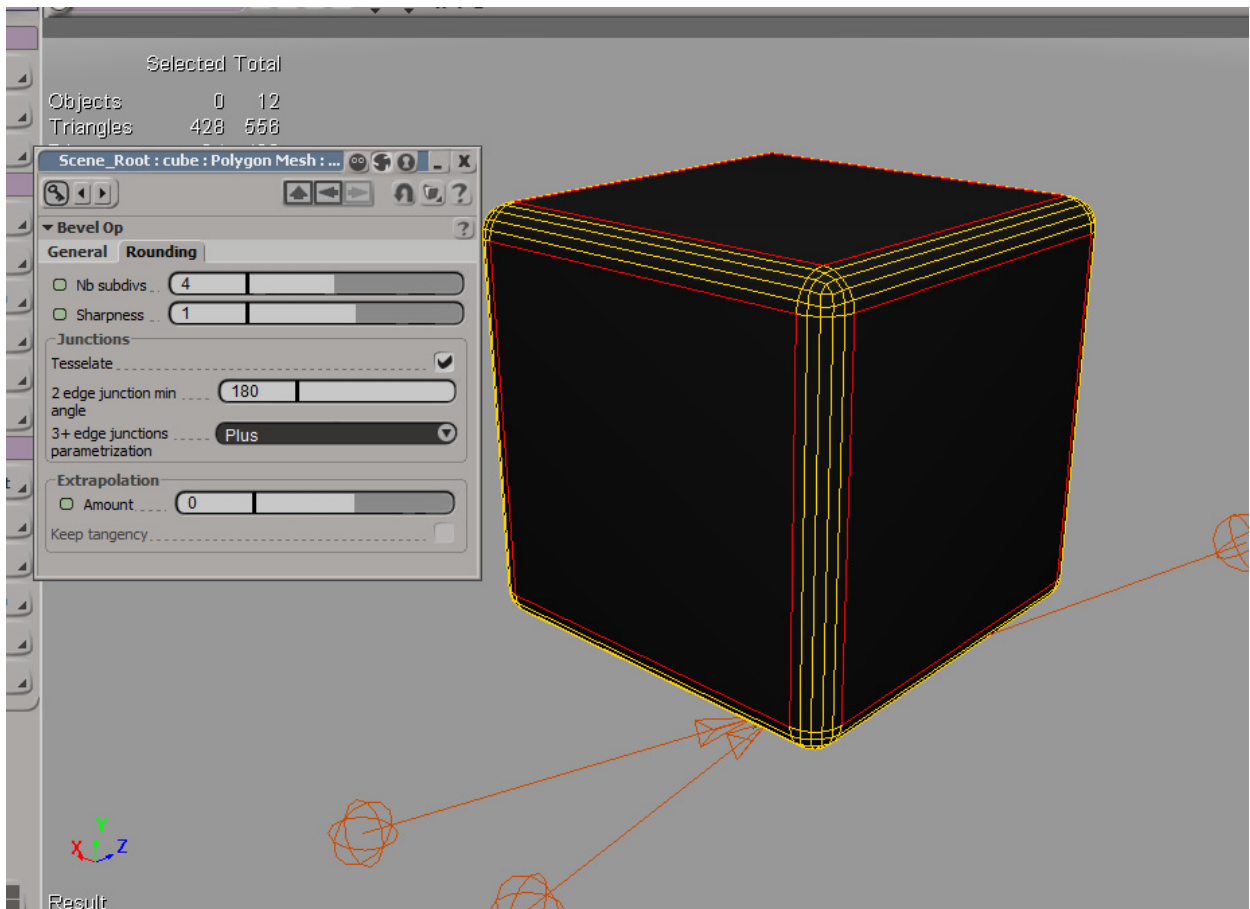 Selected Total
Objects 0 12
Triangles 428 556
Scene_Root : cube : Polygon Mesh : ...
Bevel Op
General Rounding
Nb subdivs 4
Sharpness 1
Junctions
Tesselate
2 edge junction min
angle
180
3+ edge junctions
parametrization
Plus
Extrapolation
Amount 0
Keep tangency
Y
X
Z
Result